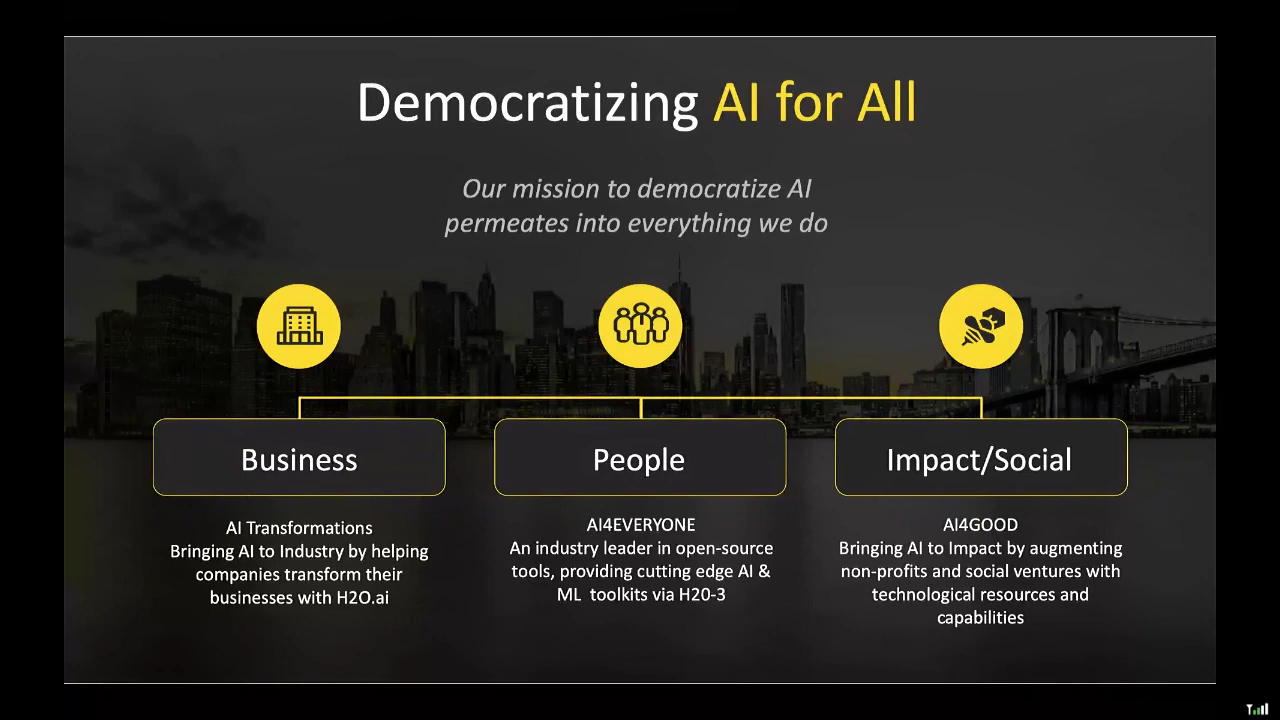 Democratizing AI for All
Our mission to democratize AI
permeates into everything we do
Business
AI Transformations
Bringing AI to Industry by helping
companies transform their
businesses with H2O.ai
People
AI4EVERYONE
An industry leader in open-source
tools, providing cutting edge AI &
ML toolkits via H20-3
Impact/Social
AI4GOOD
Bringing AI to Impact by augmenting
non-profits and social ventures with
technological resources and
capabilities